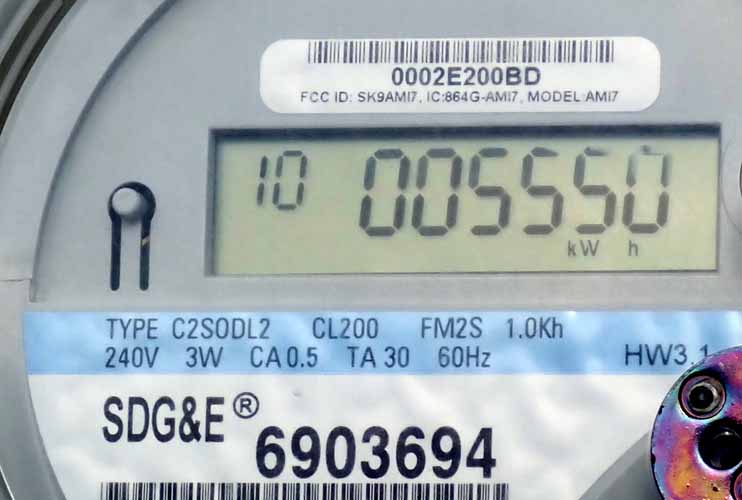 0002E200BD
FCC ID: SK9AMI7, IC:864G-AMI7, MODEL:AMI7
10 005550
kW h
TYPE C2SODL2 CL200 FM2S 1.0Kh
240V 3W CA 0.5 TA 30 60Hz HW3.1
SDG&E®
6903694